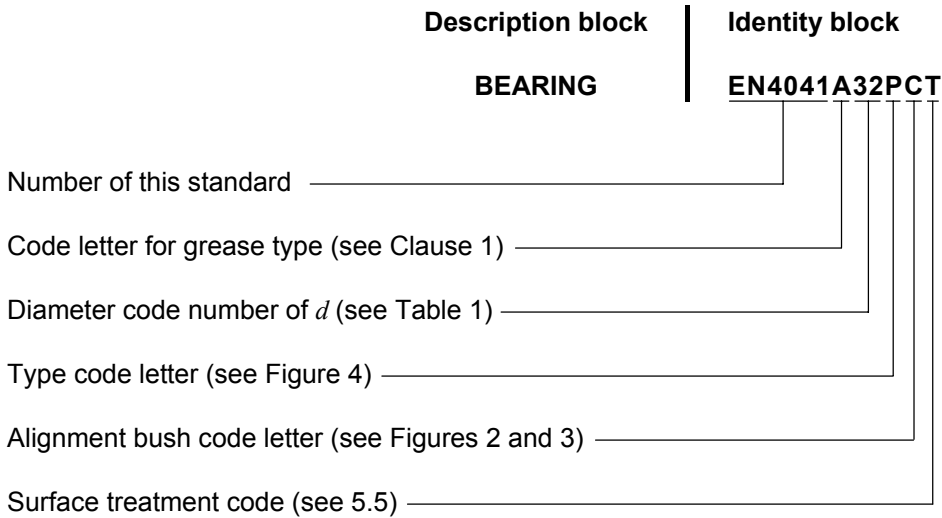 Description block Identity block
BEARING EN4041A32PCT
Number of this standard
Code letter for grease type (see Clause 1)
Diameter code number of d (see Table 1)
Type code letter (see Figure 4)
Alignment bush code letter (see Figures 2 and 3)
Surface treatment code (see 5.5)